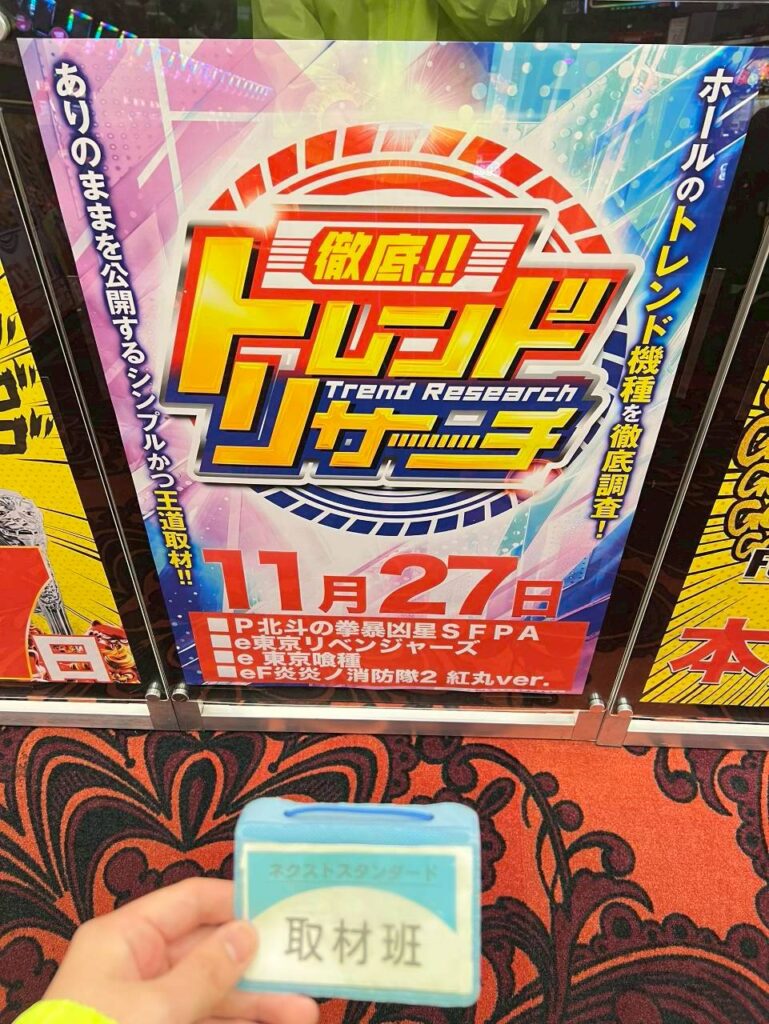 ホールのトレンド機種を徹底調査!
ありのままを公開するシンプルかつ王道取材!!
徹底!!
トレンド
Trend Research
リサーチ
11月27日
■P北斗の拳暴凶星SFPA
■e東京リベンジャーズ
■e 東京喰種
■eF炎炎ノ消防隊2 紅丸ver.
日
本
ネクストスタンダード
取材班